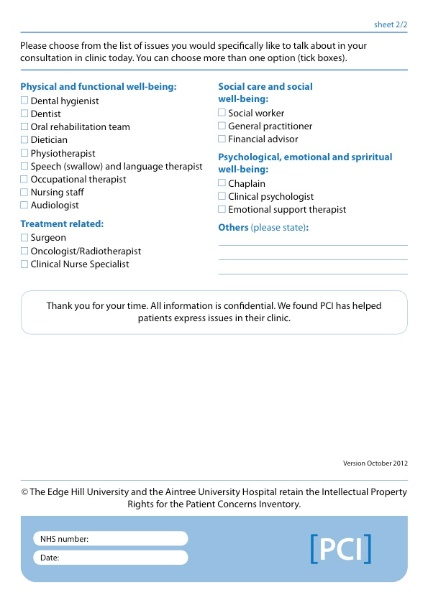 sheet 2/2
Please choose from the list of issues you would specifically like to talk about in your
consultation in clinic today. You can choose more than one option (tick boxes).
Physical and functional well-being:
Dental hygienist
Dentist
Oral rehabilitation team
Dietician
Physiotherapist
Speech (swallow) and language therapist
Occupational therapist
Nursing staff
Audiologist
Treatment related:
Surgeon
Oncologist/Radiotherapist
Clinical Nurse Specialist
Social care and social
well-being:
Social worker
General practitioner
Financial advisor
Psychological, emotional and spriritual
well-being:
Chaplain
Clinical psychologist
Emotional support therapist
Others (please state):
Thank you for your time. All information is confidential. We found PCI has helped
patients express issues in their clinic.
Version October 2012
© The Edge Hill University and the Aintree University Hospital retain the Intellectual Property
Rights for the Patient Concerns Inventory.
NHS number:
Date:
[PCI]